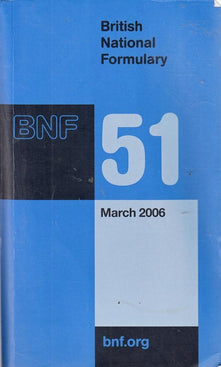 British
National
Formulary
BNF
51
March 2006
bnf.org